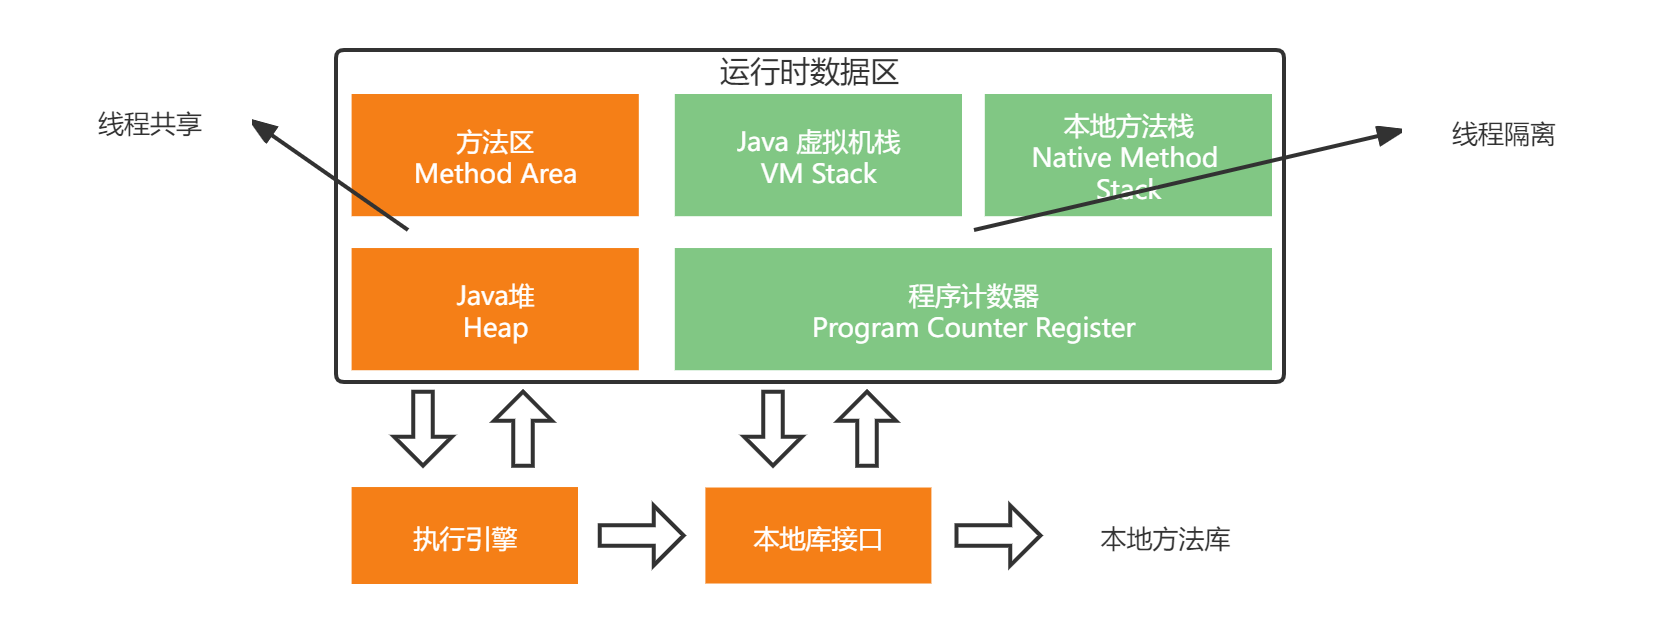 运行时数据区
线程共享
方法区
Method Area
Java 虚拟机栈
VM Stack
本地方法栈
Native Method
Stack
线程隔离
Java堆
Heap
程序计数器
Program Counter Register
执行引擎
本地库接口
本地方法库